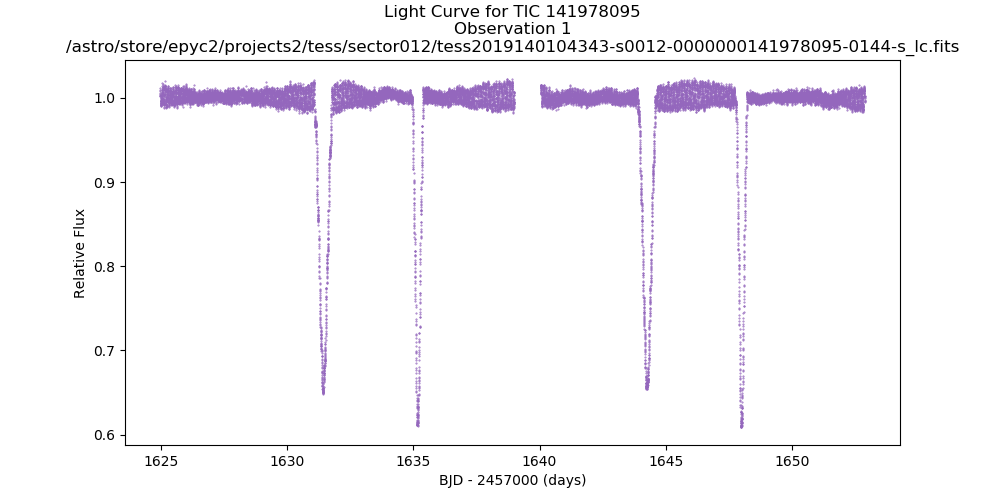 Light Curve for TIC 141978095
Observation 1
/astro/store/epyc2/projects2/tess/sector012/tess2019140104343-s0012-0000000141978095-0144-s_lc.fits
1.0
0.9
0.8
0.7
0.6
Relative Flux
1625
1630
1635
1640
1645
1650
BJD - 2457000 (days)